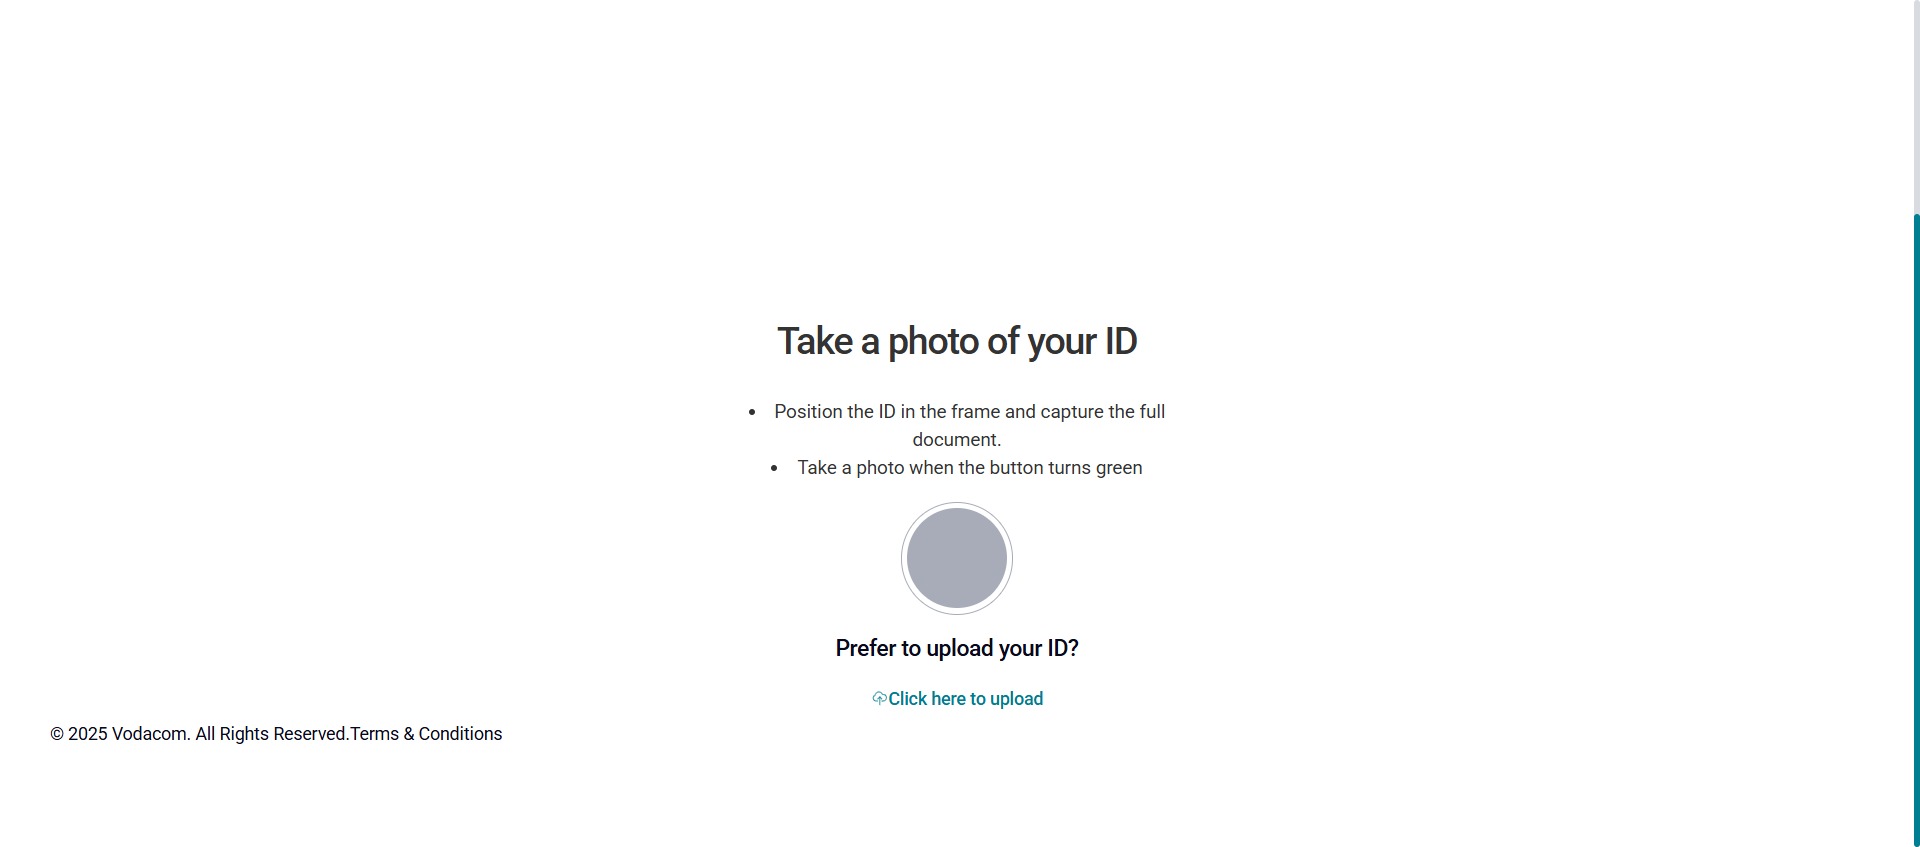 Take a photo of your ID
• Position the ID in the frame and capture the full
document.
• Take a photo when the button turns green
Prefer to upload your ID?
Click here to upload
© 2025 Vodacom. All Rights Reserved.Terms & Conditions